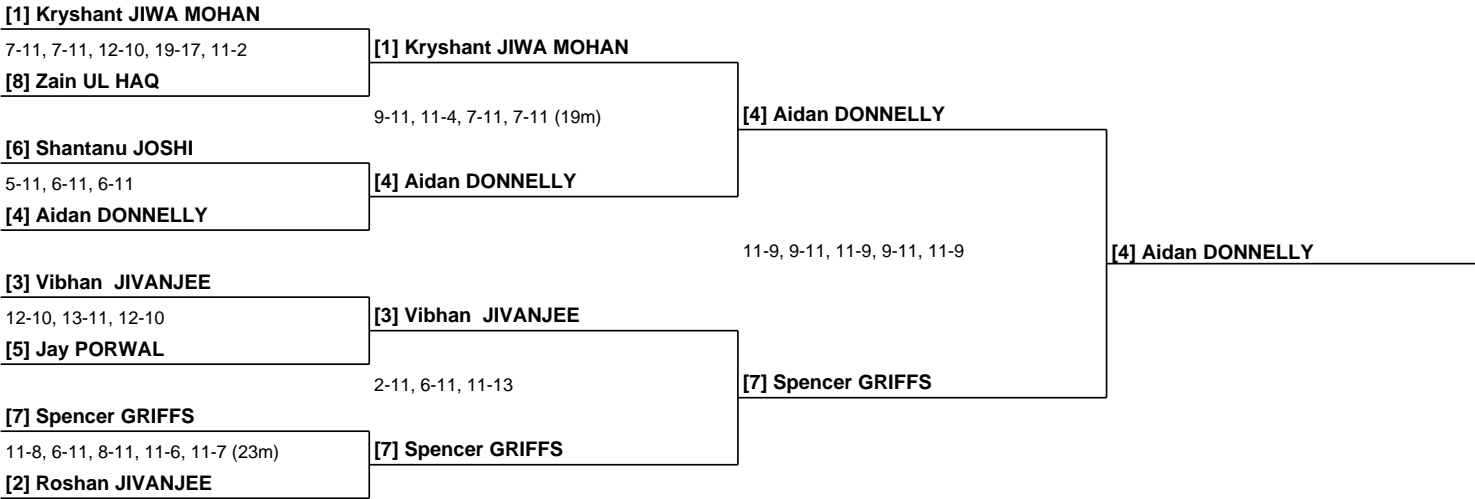 [1] Kryshant JIWA MOHAN
7-11, 7-11, 12-10, 19-17, 11-2
[1] Kryshant JIWA MOHAN
[8] Zain UL HAQ
9-11, 11-4, 7-11, 7-11 (19m)
[4] Aidan DONNELLY
[6] Shantanu JOSHI
5-11, 6-11, 6-11
[4] Aidan DONNELLY
[4] Aidan DONNELLY
11-9, 9-11, 11-9, 9-11, 11-9
[4] Aidan DONNELLY
[3] Vibhan  JIVANJEE
12-10, 13-11, 12-10
[3] Vibhan  JIVANJEE
[5] Jay PORWAL
2-11, 6-11, 11-13
[7] Spencer GRIFFS
[7] Spencer GRIFFS
11-8, 6-11, 8-11, 11-6, 11-7 (23m)
[7] Spencer GRIFFS
[2] Roshan JIVANJEE